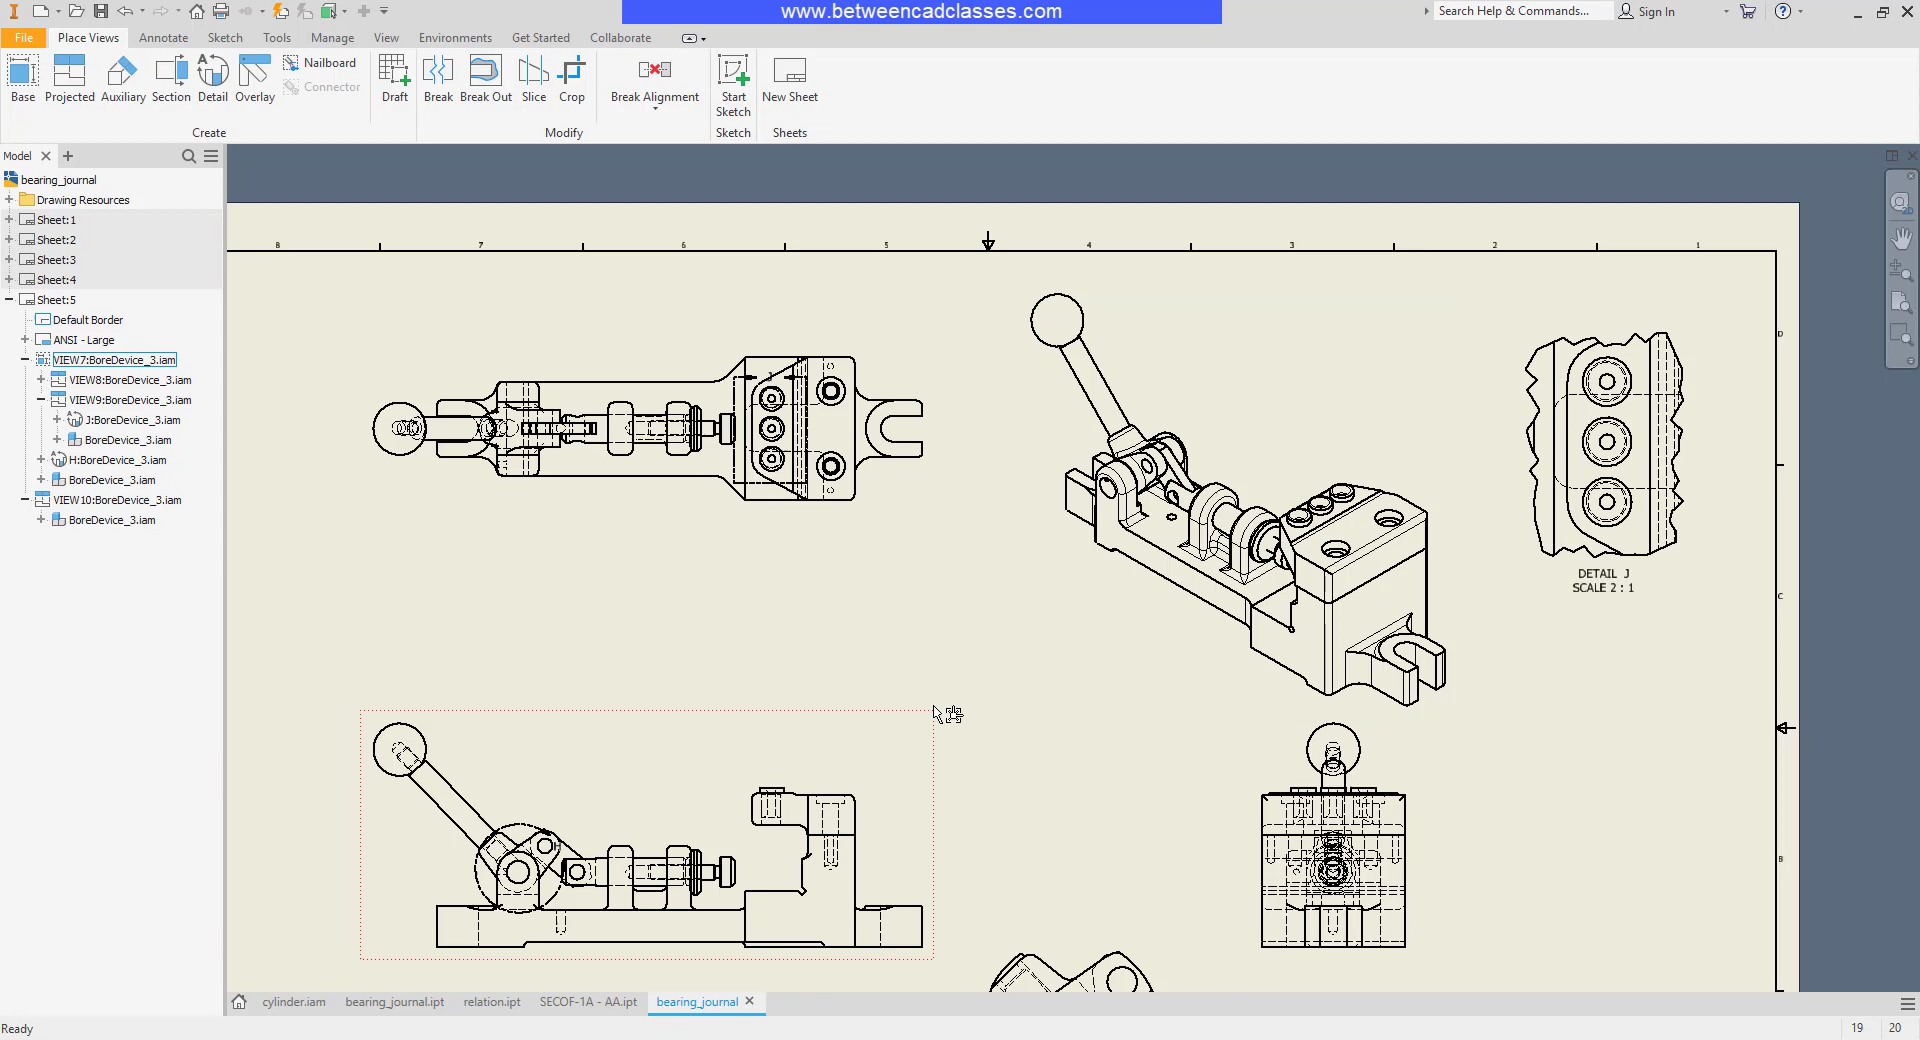 www.betweencadclasses.com
Search Help & Commands...
Sign In
File
Place Views
Annotate
Sketch
Tools
Manage
View
Environments
Get Started
Collaborate
Base
Projected
Auxiliary
Section
Detail
Overlay
Nailboard
Connector
Draft
Break
Break Out
Slice
Crop
Break Alignment
Start
Sketch
New Sheet
Create
Modify
Sketch
Sheets
Model
bearing_journal
Drawing Resources
Sheet:1
Sheet:2
Sheet:3
Sheet:4
Sheet:5
Default Border
ANSI - Large
VIEW7:BoreDevice_3.iam
VIEW8:BoreDevice_3.iam
VIEW9:BoreDevice_3.iam
J:BoreDevice_3.iam
BoreDevice_3.iam
H:BoreDevice_3.iam
BoreDevice_3.iam
VIEW10:BoreDevice_3.iam
BoreDevice_3.iam
8 7 6 5 4 3 2 1
D
C
B
J
H
DETAIL J
SCALE 2 : 1
cylinder.iam
bearing_journal.ipt
relation.ipt
SECOF-1A - AA.ipt
bearing_journal
Ready
19 20